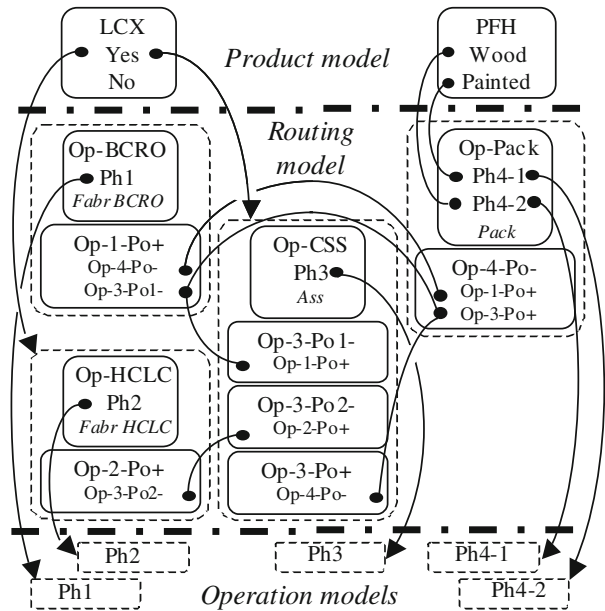 LCX
Yes
No
Product model
PFH
Wood
Painted
Routing
model
Op-BCRO
Ph1
Fabr BCRO
Op-1-Po+
Op-4-Po-
Op-3-Po1-
Op-CSS
Ph3
Ass
Op-3-Po1-
Op-1-Po+
Op-3-Po2-
Op-2-Po+
Op-3-Po+
Op-4-Po-
Op-Pack
Ph4-1
Ph4-2
Pack
Op-4-Po-
Op-1-Po+
Op-3-Po+
Op-HCLC
Ph2
Fabr HCLC
Op-2-Po+
Op-3-Po2-
Ph2
Ph3
Ph4-1
Ph1
Operation models
Ph4-2